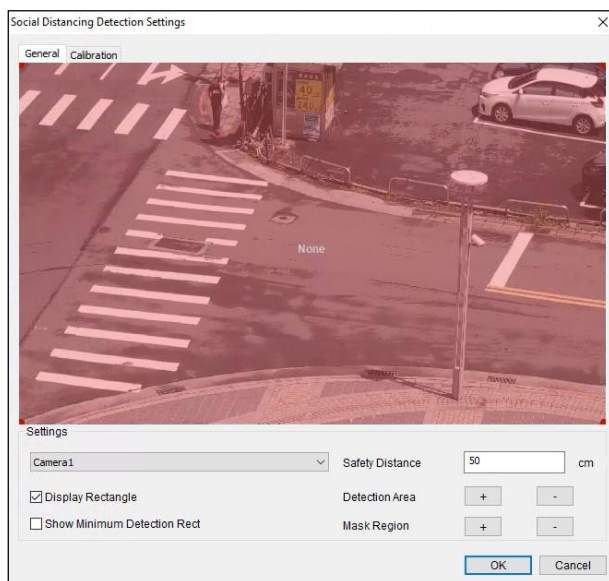 Social Distancing Detection Settings
General
Calibration
None
Settings
Camera1
Safety Distance
50
cm
Display Rectangle
Detection Area
+
-
Show Minimum Detection Rect
Mask Region
+
-
OK
Cancel